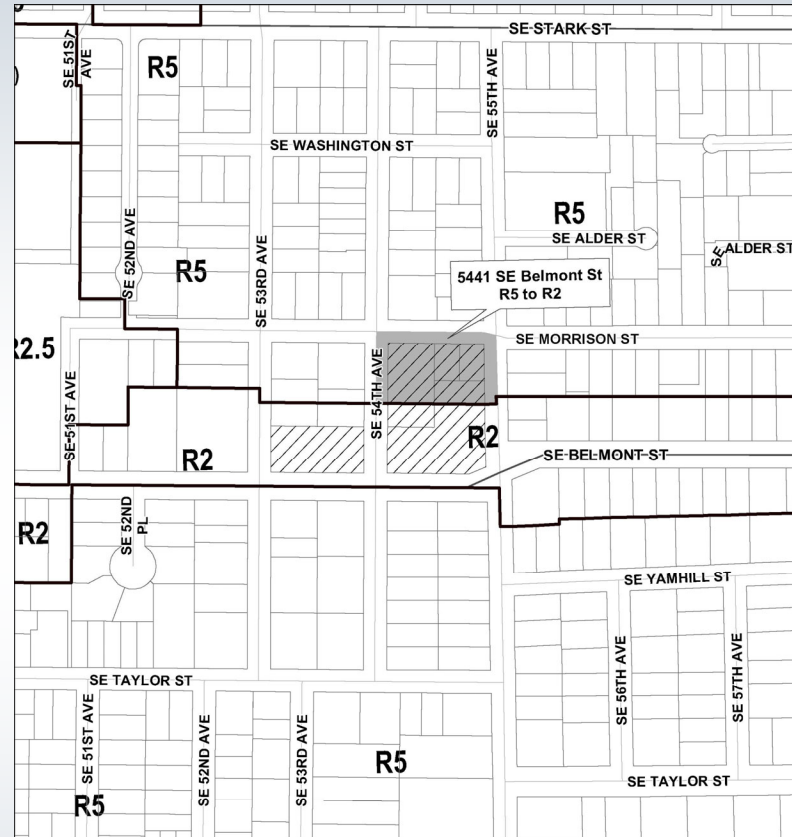 SE STARK ST
SE 51ST AVE
R5
SE 55TH AVE
SE WASHINGTON ST
SE 52ND AVE
R5
SE ALDER ST
SE ALDER ST
R5
SE 53RD AVE
5441 SE Belmont St
R5 to R2
SE MORRISON ST
R2.5
SE 54TH AVE
SE 51ST AVE
R2
R2
SE BELMONT ST
R2
SE 52ND PL
SE YAMHILL ST
SE 56TH AVE
SE 57TH AVE
SE TAYLOR ST
SE 51ST AVE
SE 52ND AVE
SE 53RD AVE
R5
SE TAYLOR ST
R5